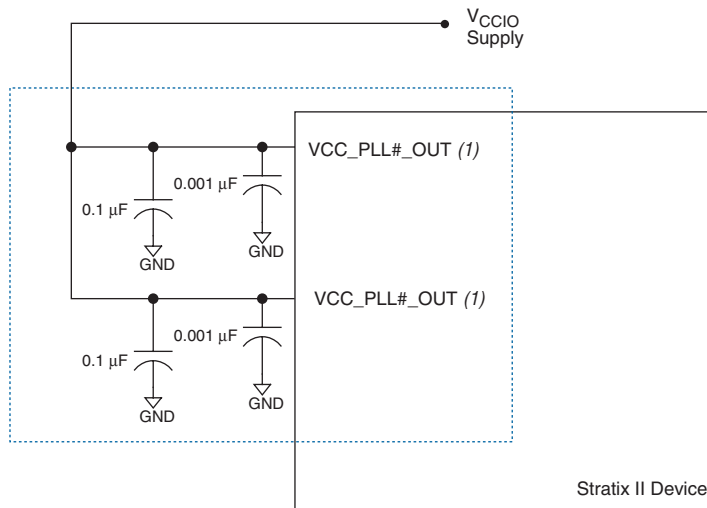 VCCIO
Supply
VCC_PLL#_OUT (1)
0.001 µF
0.1 µF
GND
GND
VCC_PLL#_OUT (1)
0.001 µF
0.1 µF
GND
GND
Stratix II Device